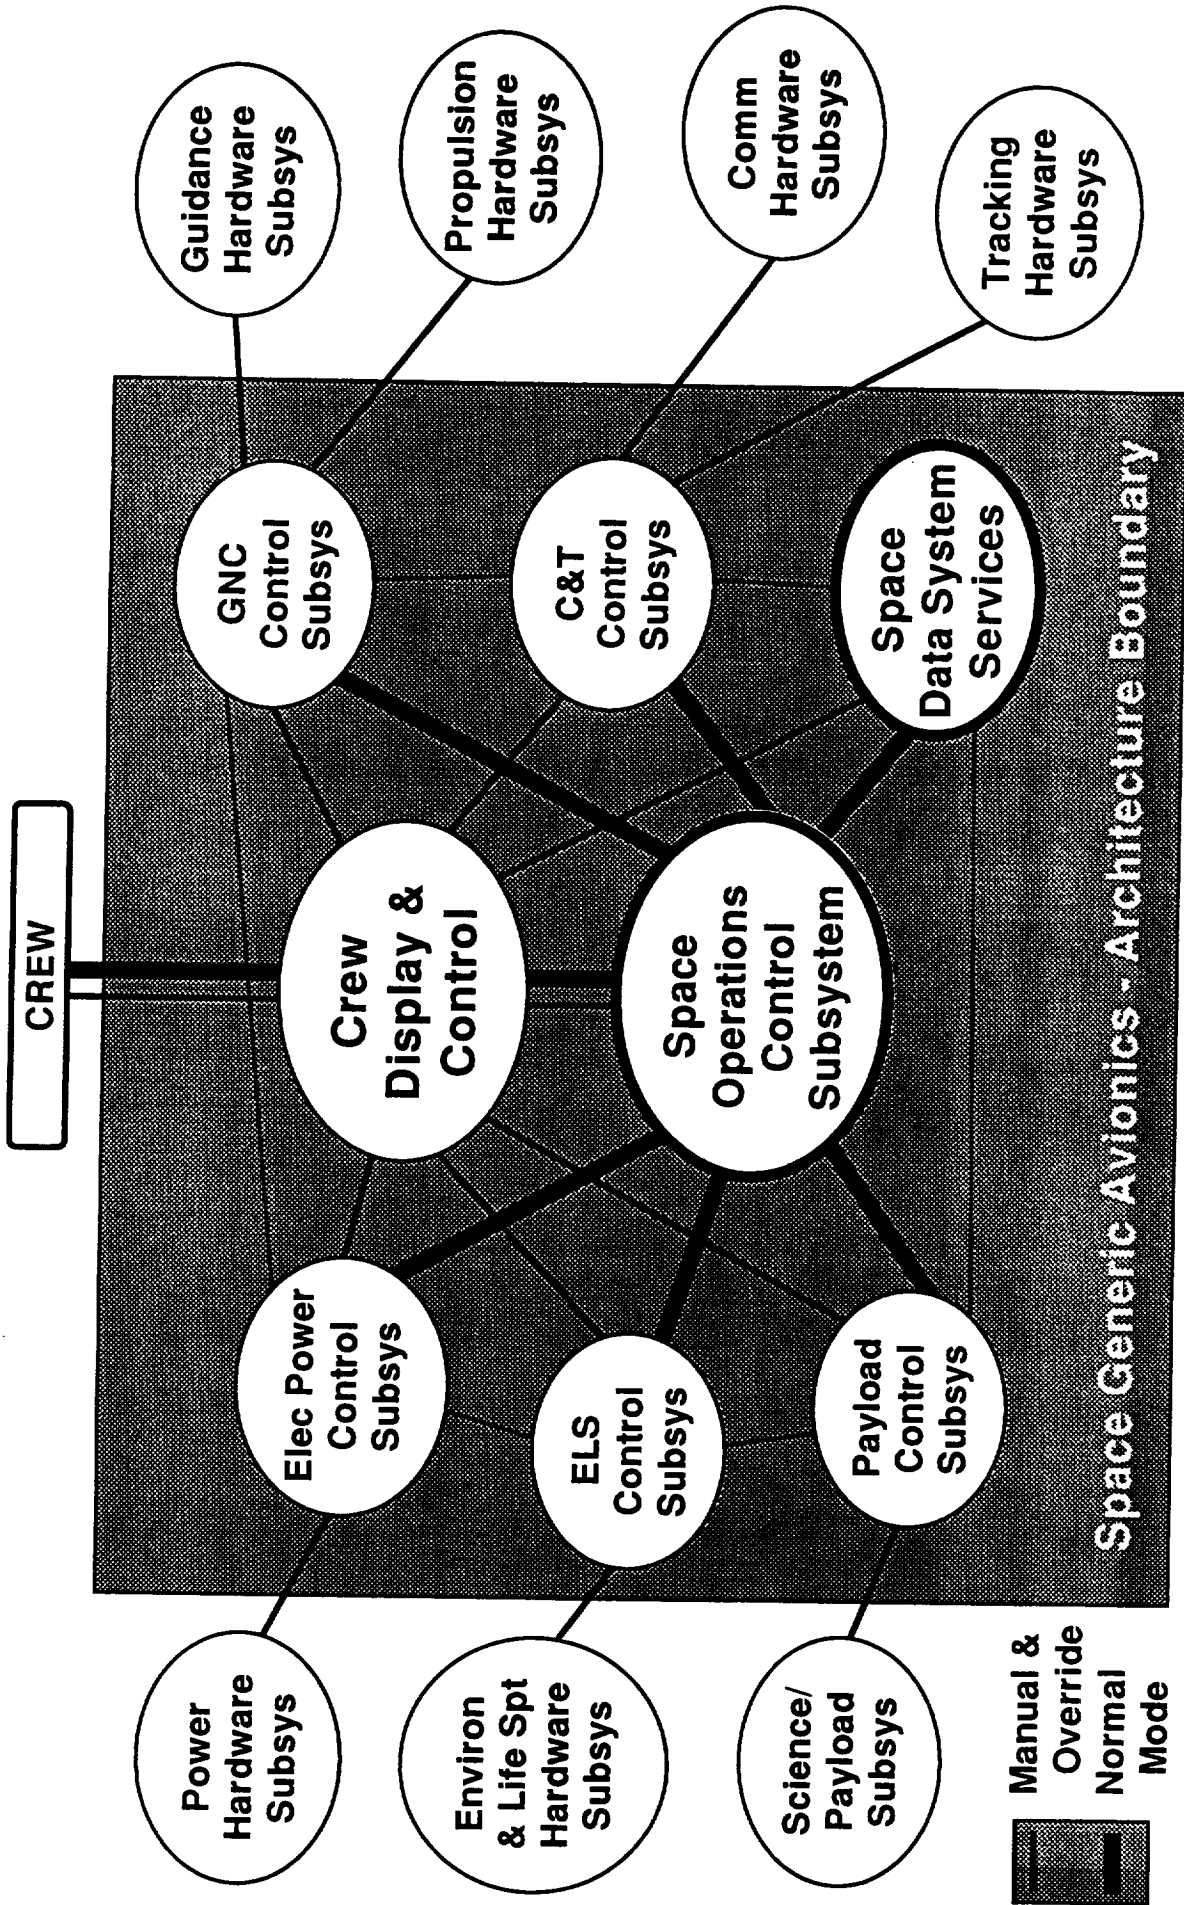 CREW
Guidance
Hardware
Subsys
Propulsion
Hardware
Subsys
Comm
Hardware
Subsys
Tracking
Hardware
Subsys
GNC
Control
Subsys
C&T
Control
Subsys
Space
Data System
Services
Crew
Display &
Control
Space
Operations
Control
Subsystem
Elec Power
Control
Subsys
ELS
Control
Subsys
Payload
Control
Subsys
Power
Hardware
Subsys
Environ
& Life Spt
Hardware
Subsys
Science/
Payload
Subsys
Space Generic Avionics - Architecture Boundary
Manual &
Override
Normal
Mode